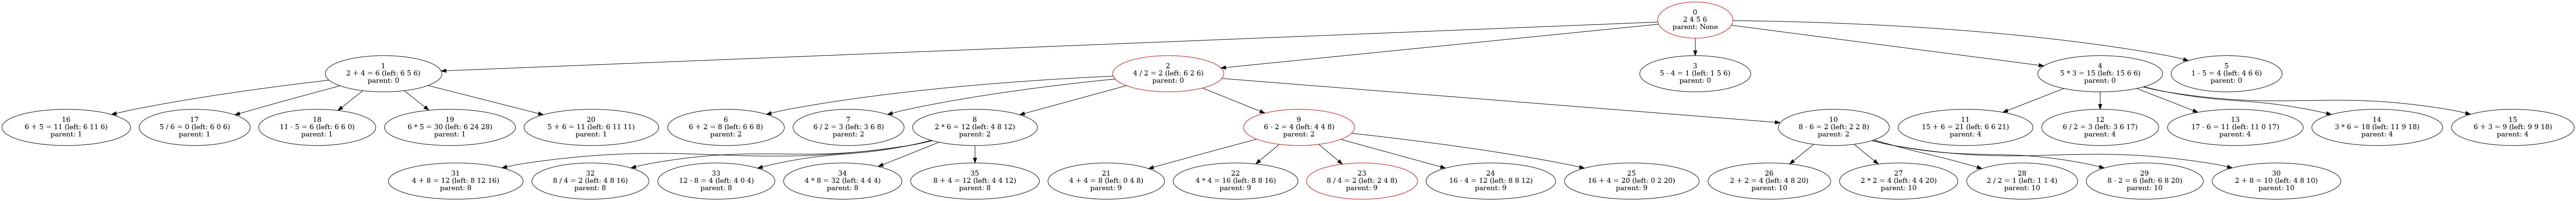 0
2 4 5 6
parent: None
1
2 + 4 = 6 (left: 6 5 6)
parent: 0
2
4 / 2 = 2 (left: 6 2 6)
parent: 0
3
5 - 4 = 1 (left: 1 5 6)
parent: 0
4
5 * 3 = 15 (left: 15 6 6)
parent: 0
5
1 - 5 = 4 (left: 4 6 6)
parent: 0
16
6 + 5 = 11 (left: 6 11 6)
parent: 1
17
5 / 6 = 0 (left: 6 0 6)
parent: 1
18
11 - 5 = 6 (left: 6 6 0)
parent: 1
19
6 * 5 = 30 (left: 6 24 28)
parent: 1
20
5 + 6 = 11 (left: 6 11 11)
parent: 1
6
6 + 2 = 8 (left: 6 6 8)
parent: 2
7
6 / 2 = 3 (left: 3 6 8)
parent: 2
8
2 * 6 = 12 (left: 4 8 12)
parent: 2
9
6 - 2 = 4 (left: 4 4 8)
parent: 2
10
8 - 6 = 2 (left: 2 2 8)
parent: 2
11
15 + 6 = 21 (left: 6 6 21)
parent: 4
12
6 / 2 = 3 (left: 3 6 17)
parent: 4
13
17 - 6 = 11 (left: 11 0 17)
parent: 4
14
3 * 6 = 18 (left: 11 9 18)
parent: 4
15
6 + 3 = 9 (left: 9 9 18)
parent: 4
31
4 + 8 = 12 (left: 8 12 16)
parent: 8
32
8 / 4 = 2 (left: 4 8 16)
parent: 8
33
12 - 8 = 4 (left: 4 0 4)
parent: 8
34
4 * 8 = 32 (left: 4 4 4)
parent: 8
35
8 + 4 = 12 (left: 4 4 12)
parent: 8
21
4 + 4 = 8 (left: 0 4 8)
parent: 9
22
4 * 4 = 16 (left: 8 8 16)
parent: 9
23
8 / 4 = 2 (left: 2 4 8)
parent: 9
24
16 - 4 = 12 (left: 8 8 12)
parent: 9
25
16 + 4 = 20 (left: 0 2 20)
parent: 9
26
2 + 2 = 4 (left: 4 8 20)
parent: 10
27
2 * 2 = 4 (left: 4 4 20)
parent: 10
28
2 / 2 = 1 (left: 1 1 4)
parent: 10
29
8 - 2 = 6 (left: 6 8 20)
parent: 10
30
2 + 8 = 10 (left: 4 8 10)
parent: 10